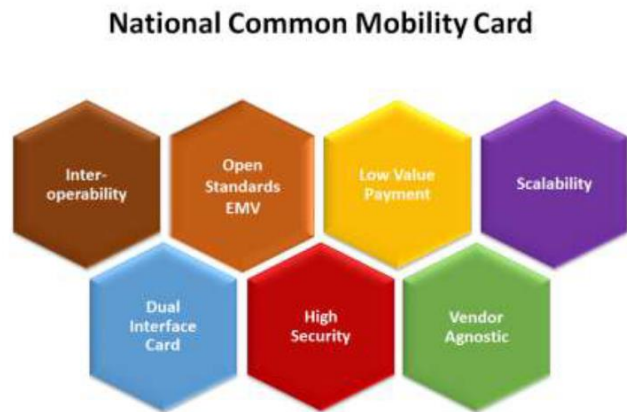 National Common Mobility Card
Inter-
operability
Open
Standards
EMV
Low Value
Payment
Scalability
Dual
Interface
Card
High
Security
Vendor
Agnostic